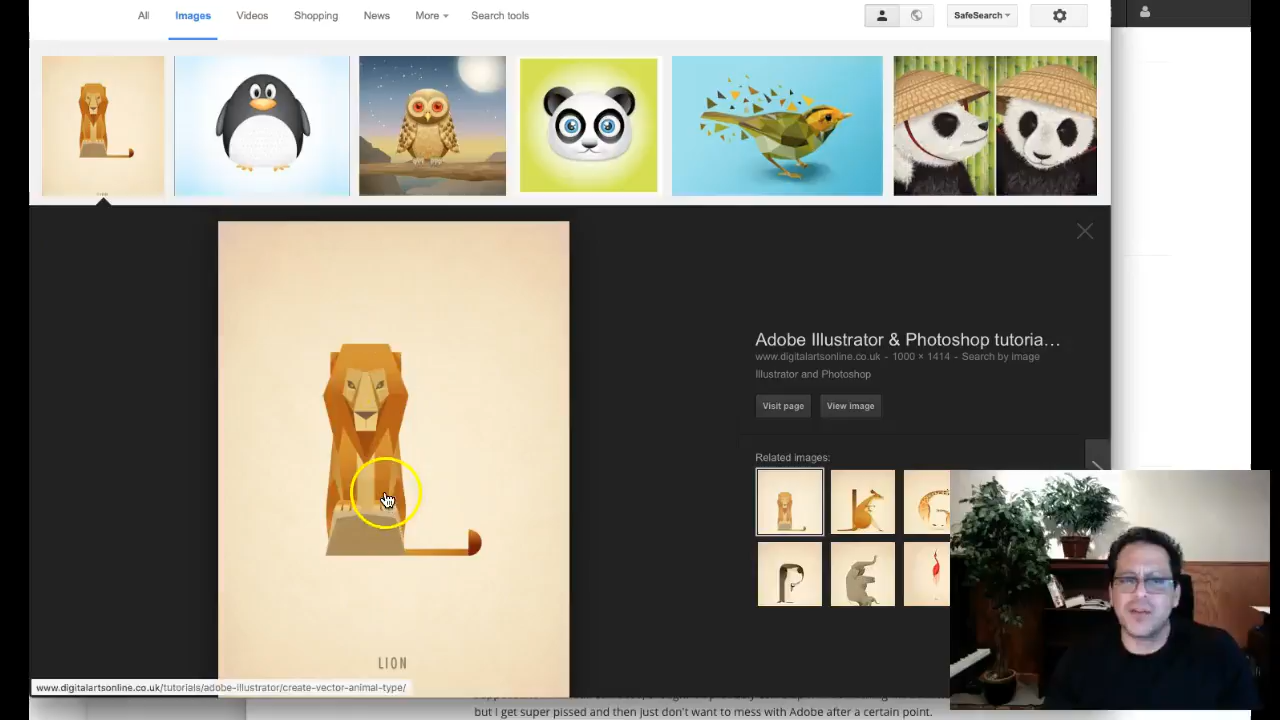 All Images Videos Shopping News More Search tools SafeSearch
LION
Adobe Illustrator & Photoshop tutoria…
www.digitalartsonline.co.uk - 1000 × 1414 - Search by image
Illustrator and Photoshop
Visit page View image
Related images:
LION
www.digitalartsonline.co.uk/tutorials/adobe-illustrator/create-vector-animal-type/
but I get super pissed and then just don't want to mess with Adobe after a certain point.